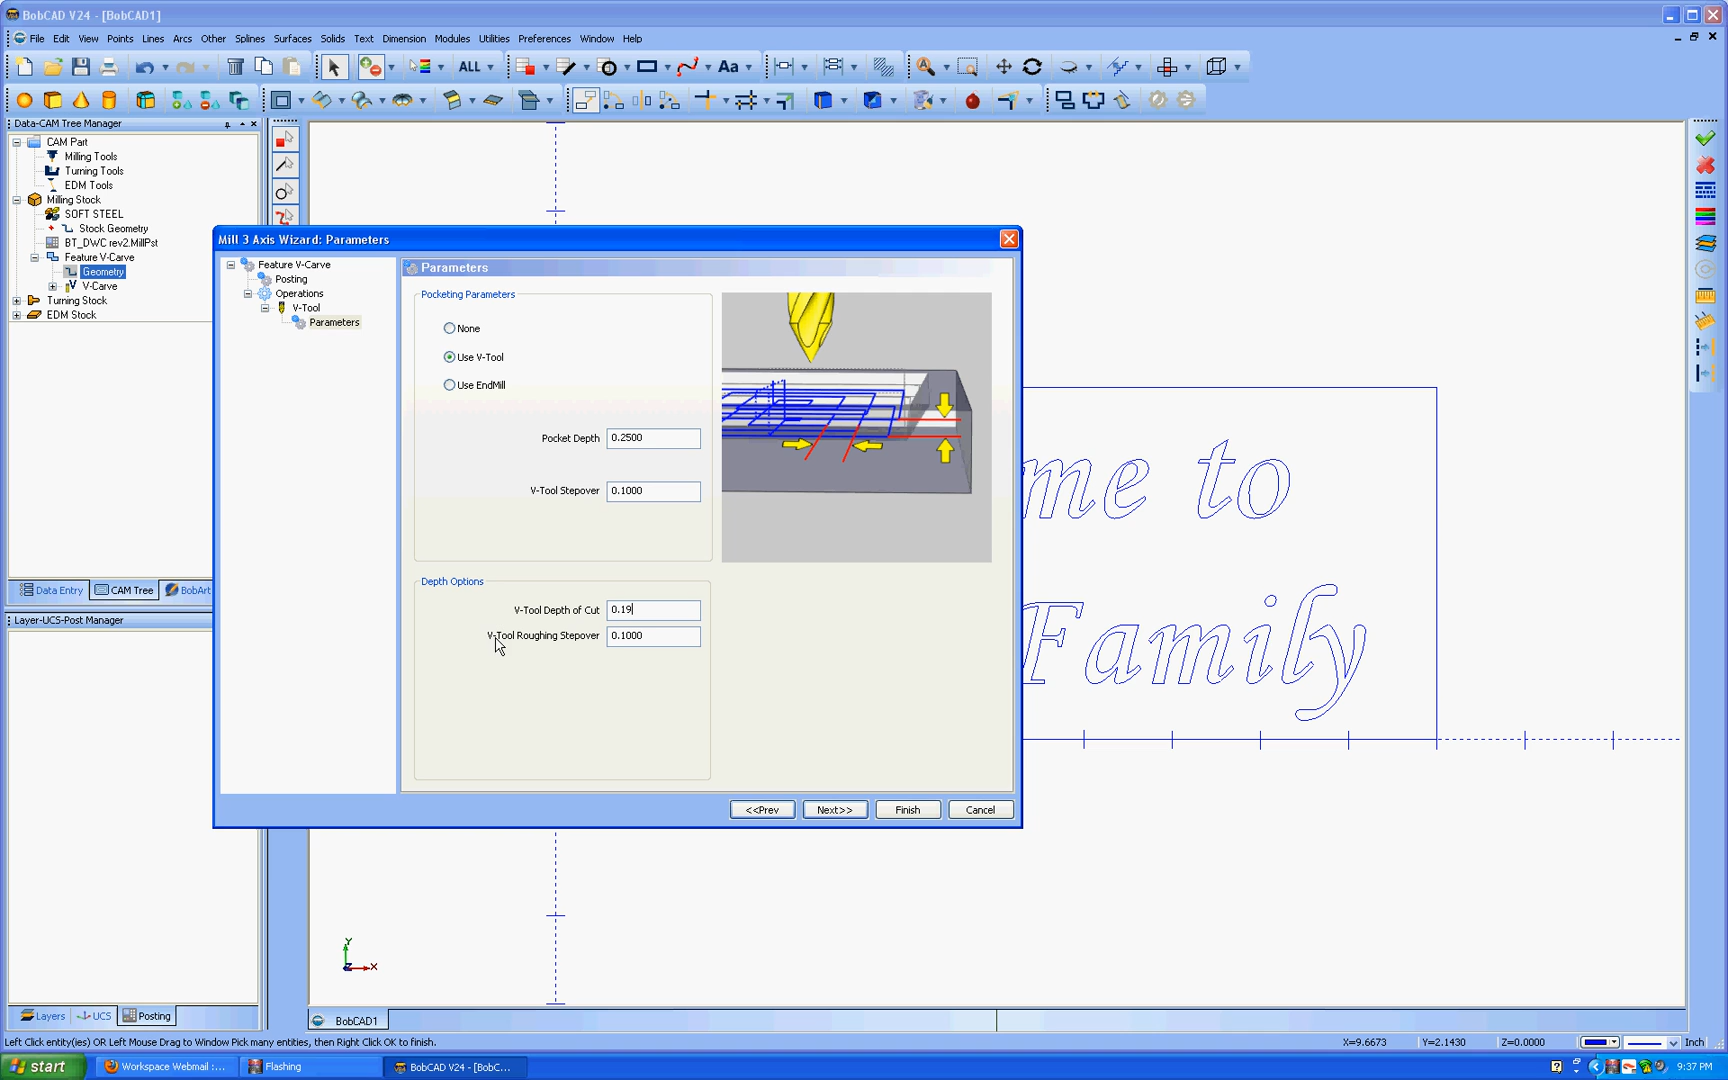 BobCAD V24 - [BobCAD1]
File Edit View Points Lines Arcs Other Splines Surfaces Solids Text Dimension Modules Utilities Preferences Window Help
ALL
Aa
Data-CAM Tree Manager
CAM Part
Milling Tools
Turning Tools
EDM Tools
Milling Stock
SOFT STEEL
Stock Geometry
BT_DWC rev2.MillPst
Feature V-Carve
Geometry
V-Carve
Turning Stock
EDM Stock
Data Entry CAM Tree BobArt
Layer-UCS-Post Manager
Layers UCS Posting
Mill 3 Axis Wizard: Parameters
Feature V-Carve
Posting
Operations
V-Tool
Parameters
Parameters
Pocketing Parameters
None
Use V-Tool
Use EndMill
Pocket Depth 0.2500
V-Tool Stepover 0.1000
Depth Options
V-Tool Depth of Cut 0.19
V-Tool Roughing Stepover 0.1000
<<Prev Next>> Finish Cancel
me to
Family
Y
Z X
BobCAD1
Left Click entity(ies) OR Left Mouse Drag to Window Pick many entities, then Right Click OK to finish.
X=9.6673 Y=2.1430 Z=0.0000 Inch
start Workspace Webmail :... Flashing BobCAD V24 - [BobC... 9:37 PM